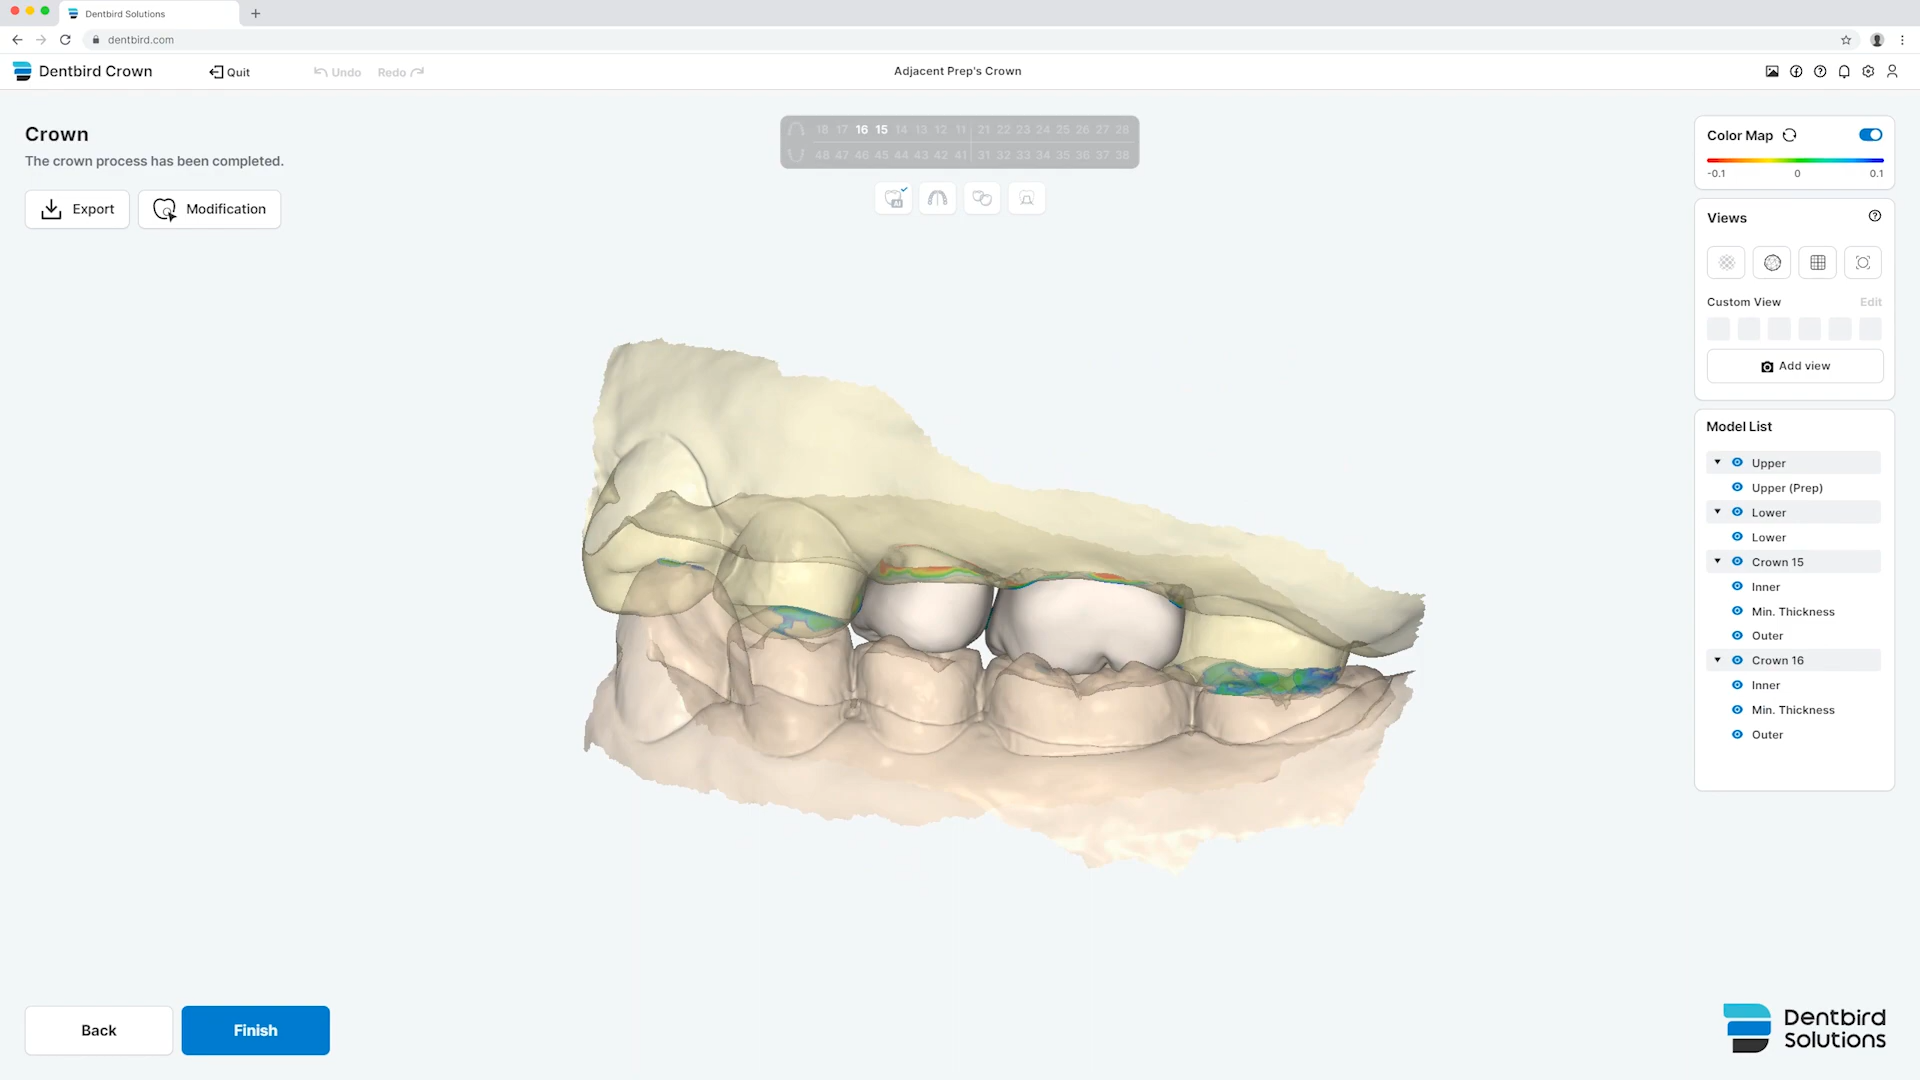 Dentbird Solutions
dentbird.com
Dentbird Crown
Quit
Undo
Redo
Adjacent Prep's Crown
Crown
The crown process has been completed.
Export
Modification
18 17 16 15 14 13 12 11 21 22 23 24 25 26 27 28
48 47 46 45 44 43 42 41 31 32 33 34 35 36 37 38
AI
Color Map
-0.1 0 0.1
Views
Custom View
Edit
Add view
Model List
Upper
Upper (Prep)
Lower
Lower
Crown 15
Inner
Min. Thickness
Outer
Crown 16
Inner
Min. Thickness
Outer
Back
Finish
Dentbird
Solutions